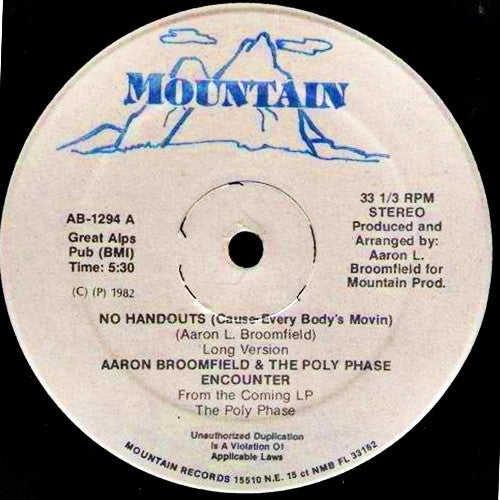 MOUNTAIN
AB-1294 A
Great Alps
Pub (BMI)
Time: 5:30
(C) (P) 1982
33 1/3 RPM
STEREO
Produced and
Arranged by:
Aaron L.
Broomfield for
Mountain Prod.
NO HANDOUTS (Cause Every Body's Movin)
(Aaron L. Broomfield)
Long Version
AARON BROOMFIELD & THE POLY PHASE
ENCOUNTER
From the Coming LP
The Poly Phase
Unauthorized Duplication
Is A Violation Of
Applicable Laws
MOUNTAIN RECORDS 15510 N.E. 15 ct NMB FL 33162